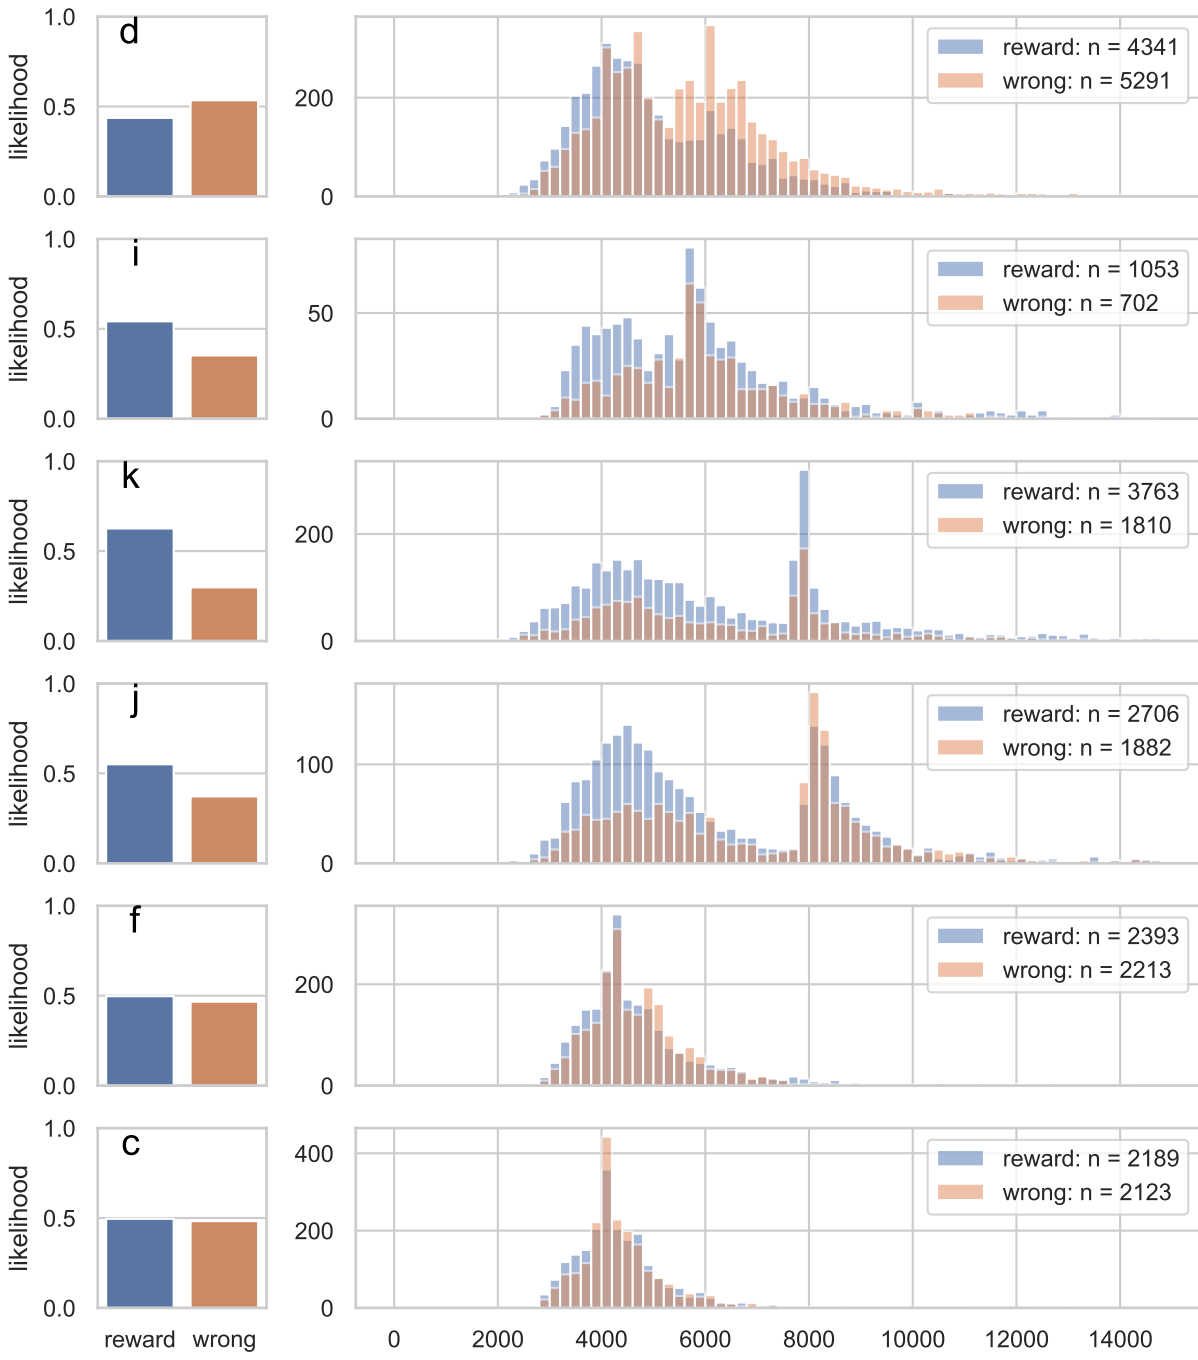 likelihood
1.0
0.5
0.0
d
200
0
reward: n = 4341
wrong: n = 5291
likelihood
1.0
0.5
0.0
i
50
0
reward: n = 1053
wrong: n = 702
likelihood
1.0
0.5
0.0
k
200
0
reward: n = 3763
wrong: n = 1810
likelihood
1.0
0.5
0.0
j
100
0
reward: n = 2706
wrong: n = 1882
likelihood
1.0
0.5
0.0
f
200
0
reward: n = 2393
wrong: n = 2213
likelihood
1.0
0.5
0.0
c
400
200
0
reward: n = 2189
wrong: n = 2123
reward wrong
0 2000 4000 6000 8000 10000 12000 14000